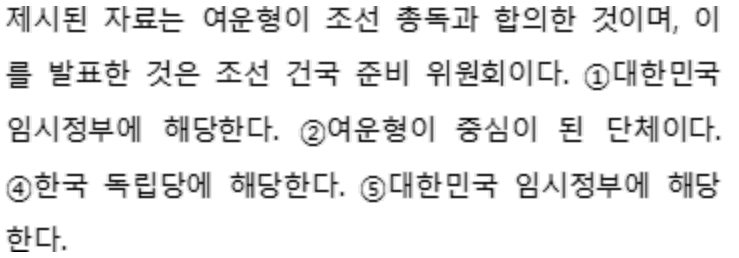 제시된 자료는 여운형이 조선 총독과 합의한 것이며, 이
를 발표한 것은 조선 건국 준비 위원회이다. ①대한민국
임시정부에 해당한다. ②여운형이 중심이 된 단체이다.
④한국 독립당에 해당한다. ⑤대한민국 임시정부에 해당
한다.